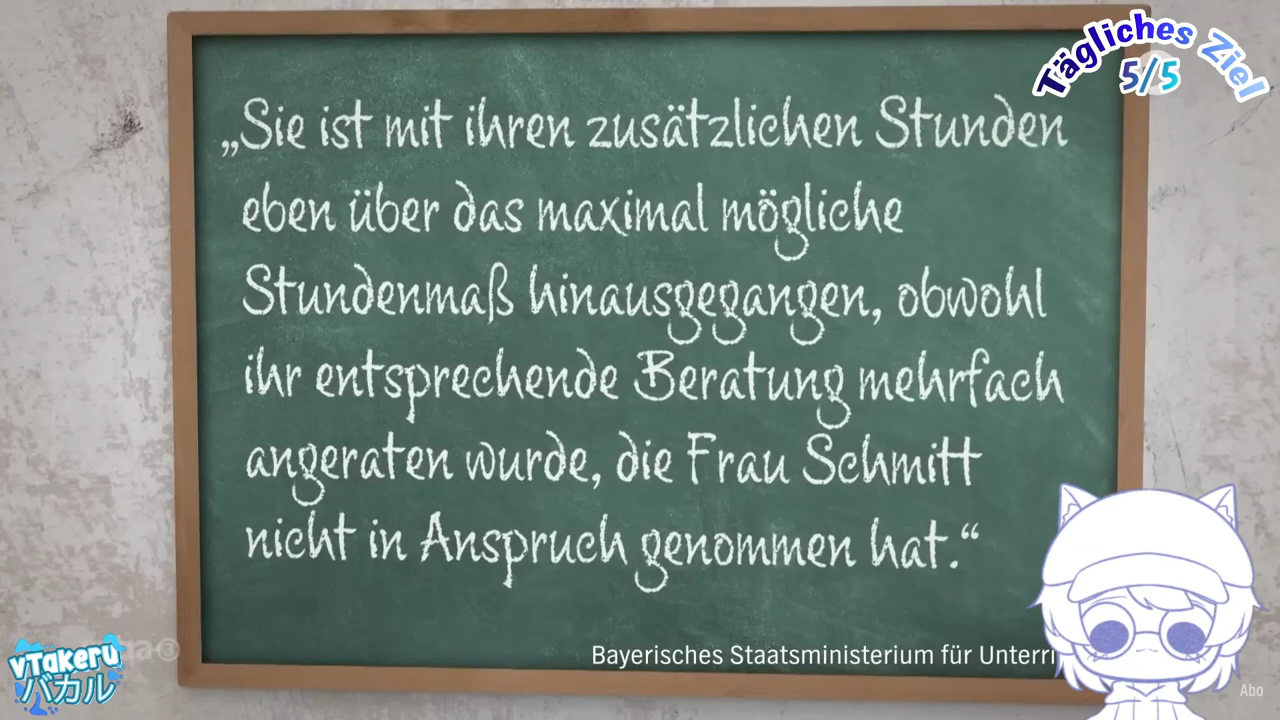 Tägliches Ziel
5/5
„Sie ist mit ihren zusätzlichen Stunden
eben über das maximal mögliche
Stundenmaß hinausgegangen, obwohl
ihr entsprechende Beratung mehrfach
angeraten wurde, die Frau Schmitt
nicht in Anspruch genommen hat.“
Bayerisches Staatsministerium für
vTakeru
バカル
Abo